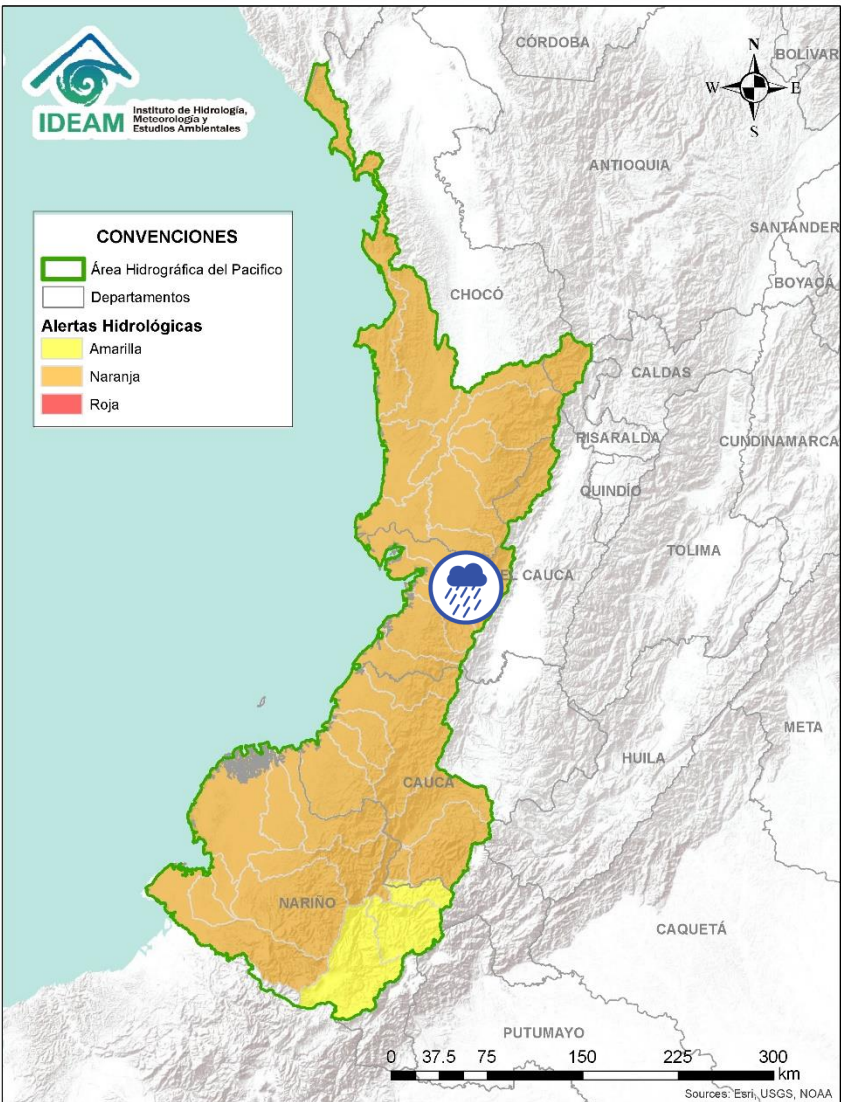 IDEAM
Instituto de Hidrología,
Meteorología y
Estudios Ambientales
CÓRDOBA
BOLIVAR
N
W
E
S
ANTIOQUIA
SANTANDER
BOYACÁ
CONVENCIONES
Área Hidrográfica del Pacifico
Departamentos
Alertas Hidrológicas
Amarilla
Naranja
Roja
CHOCÓ
CALDAS
RISARALDA
CUNDINAMARCA
QUINDÍO
TOLIMA
EL CAUCA
META
HUILA
CAUCA
NARIÑO
CAQUETÁ
PUTUMAYO
0 37.5 75 150 225 300
km
Sources: Esri, USGS, NOAA